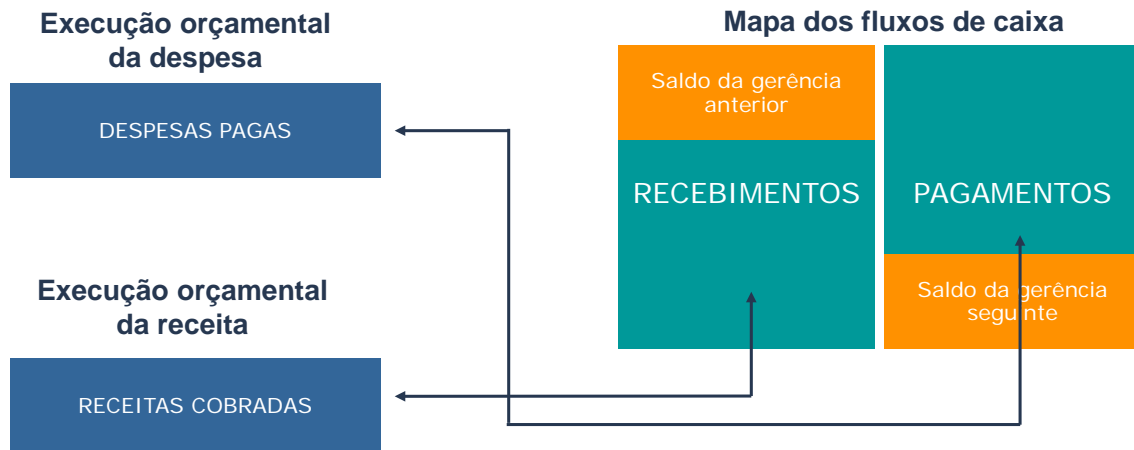 Execução orçamental
da despesa
DESPESAS PAGAS
Execução orçamental
da receita
RECEITAS COBRADAS
Mapa dos fluxos de caixa
Saldo da gerência
anterior
RECEBIMENTOS
PAGAMENTOS
Saldo da gerência
seguinte